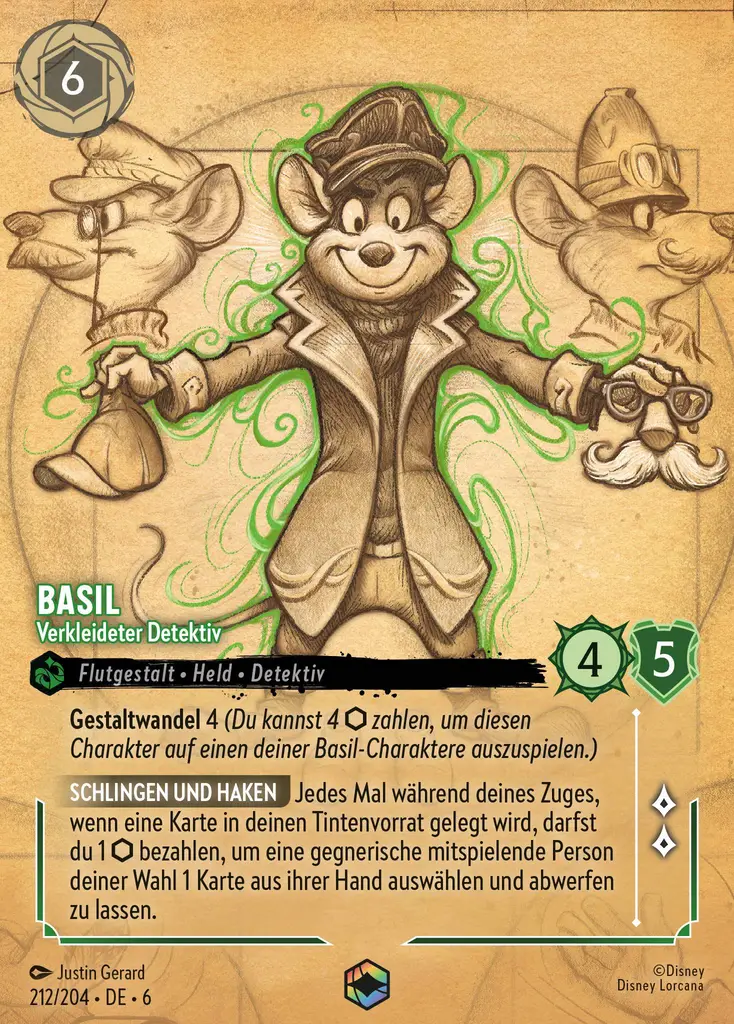 6
BASIL
Verkleideter Detektiv
Flutgestalt • Held • Detektiv
4
5
Gestaltwandel 4 (Du kannst 4 zahlen, um diesen
Charakter auf einen deiner Basil-Charaktere auszuspielen.)
SCHLINGEN UND HAKEN Jedes Mal während deines Zuges,
wenn eine Karte in deinen Tintenvorrat gelegt wird, darfst
du 1 bezahlen, um eine gegnerische mitspielende Person
deiner Wahl 1 Karte aus ihrer Hand auswählen und abwerfen
zu lassen.
Justin Gerard
212/204 • DE • 6
©Disney
Disney Lorcana